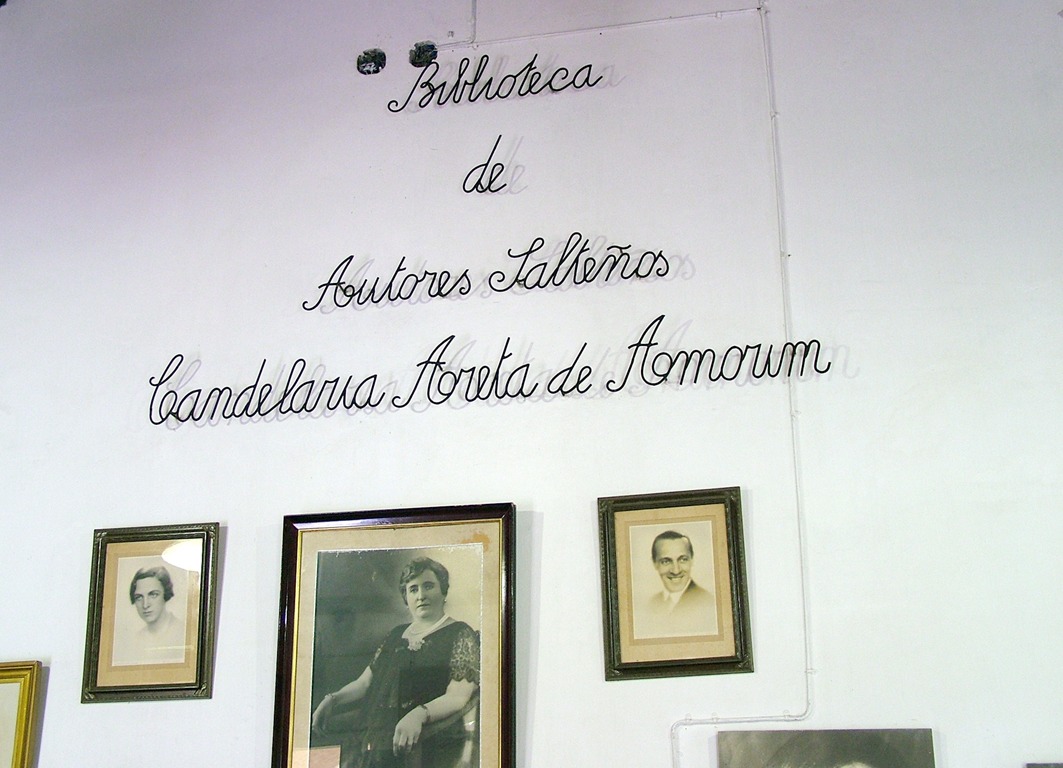 Biblioteca
de
Autores Salteños
Candelaria Areta de Amorim